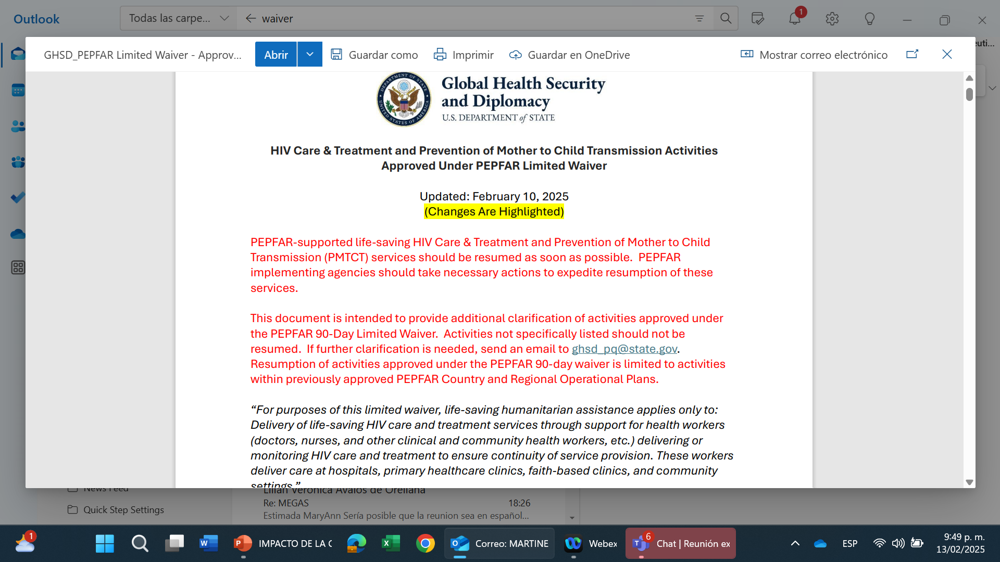 Outlook
Todas las carpe...
waiver
1
GHSD_PEPFAR Limited Waiver - Approv...
Abrir
Guardar como
Imprimir
Guardar en OneDrive
Mostrar correo electrónico
DEPARTMENT OF STATE
UNITED STATES OF AMERICA
Global Health Security
and Diplomacy
U.S. DEPARTMENT of STATE
HIV Care & Treatment and Prevention of Mother to Child Transmission Activities
Approved Under PEPFAR Limited Waiver
Updated: February 10, 2025
(Changes Are Highlighted)
PEPFAR-supported life-saving HIV Care & Treatment and Prevention of Mother to Child
Transmission (PMTCT) services should be resumed as soon as possible.  PEPFAR
implementing agencies should take necessary actions to expedite resumption of these
services.
This document is intended to provide additional clarification of activities approved under
the PEPFAR 90-Day Limited Waiver.  Activities not specifically listed should not be
resumed.  If further clarification is needed, send an email to ghsd_pq@state.gov.
Resumption of activities approved under the PEPFAR 90-day waiver is limited to activities
within previously approved PEPFAR Country and Regional Operational Plans.
“For purposes of this limited waiver, life-saving humanitarian assistance applies only to:
Delivery of life-saving HIV care and treatment services through support for health workers
(doctors, nurses, and other clinical and community health workers, etc.) delivering or
monitoring HIV care and treatment to ensure continuity of service provision. These workers
deliver care at hospitals, primary healthcare clinics, faith-based clinics, and community
settings.”
News Feed
Quick Step Settings
Lilian Veronica Avalos de Orellana
Re: MEGAS
18:26
Estimada MaryAnn Sería posible que la reunion sea en español...
1
IMPACTO DE LA C
Correo: MARTINE
Webex
6
Chat | Reunión ex
ESP
9:49 p. m.
13/02/2025